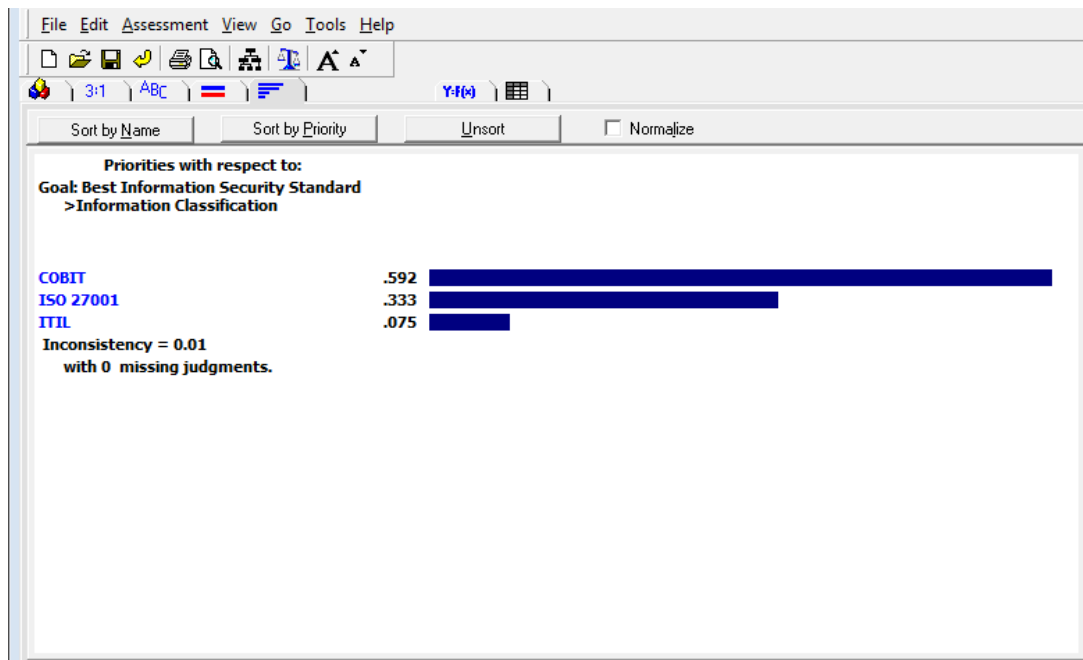 File Edit Assessment View Go Tools Help
A A
3:1 ABC Y=F(x)
Sort by Name Sort by Priority Unsort Normalize
Priorities with respect to:
Goal: Best Information Security Standard
>Information Classification
COBIT .592
ISO 27001 .333
ITIL .075
Inconsistency = 0.01
with 0 missing judgments.